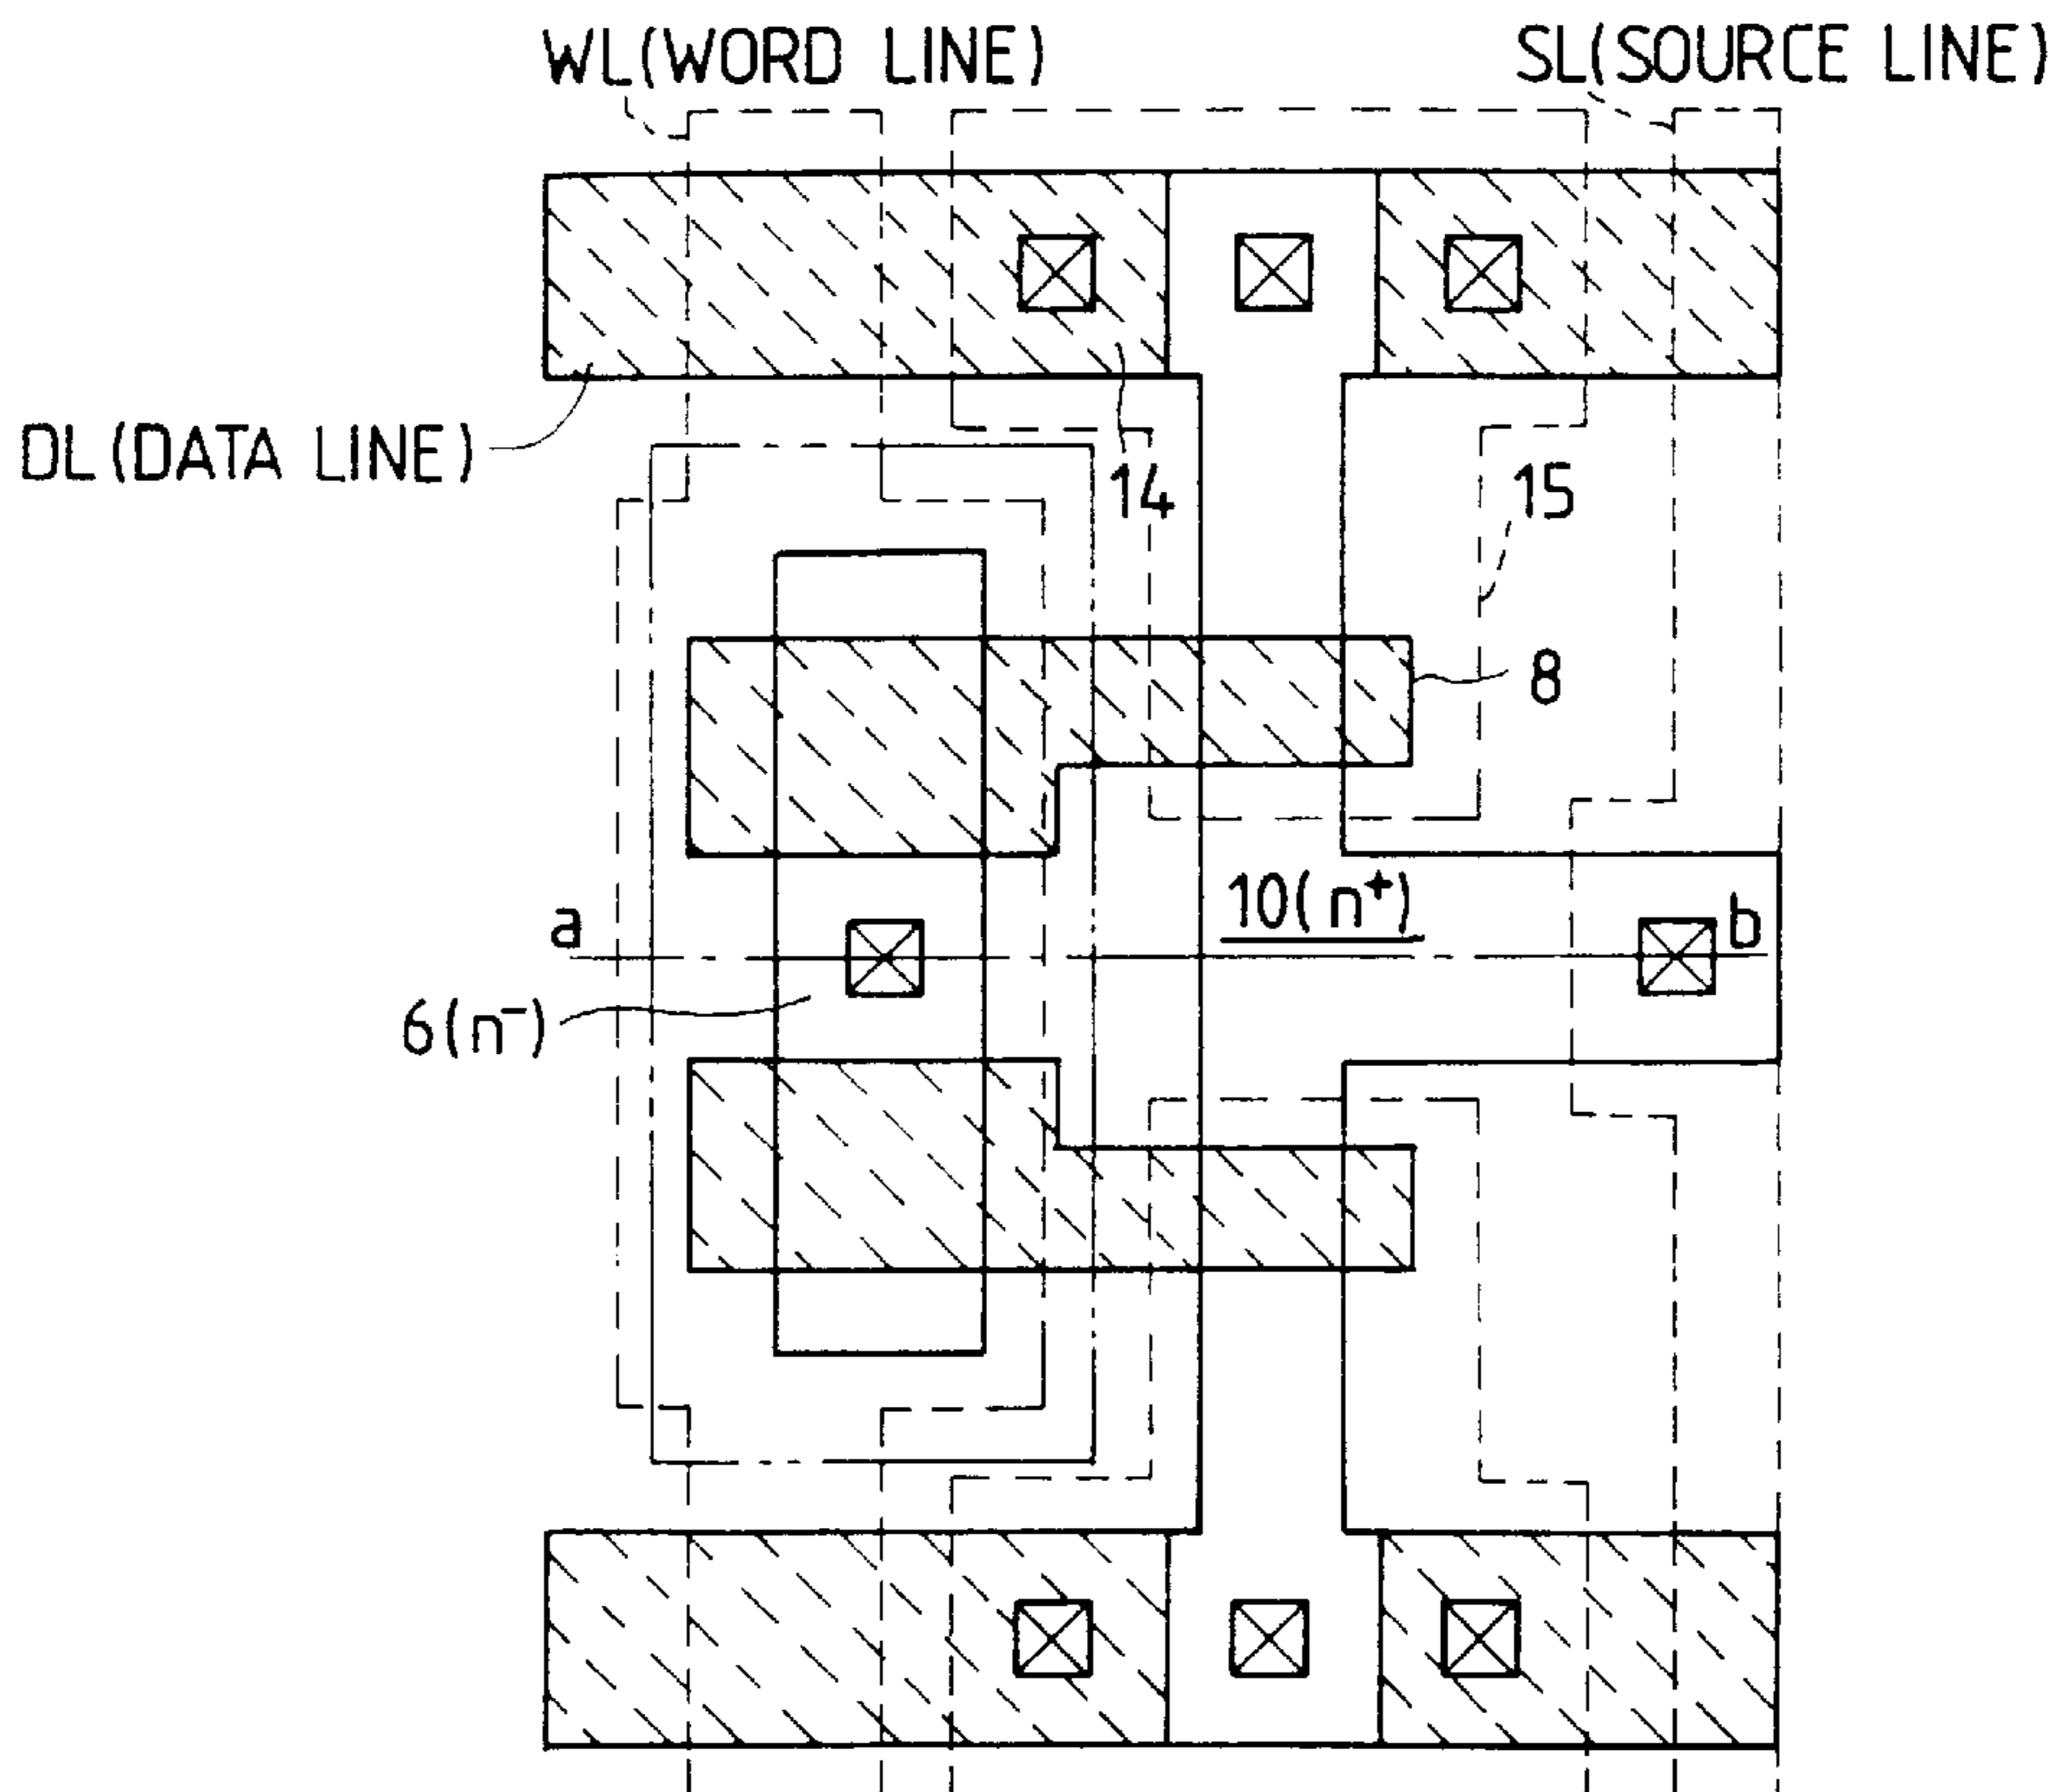 WL(WORD LINE)
SL(SOURCE LINE)
DL(DATA LINE)
14
15
8
10(n⁺)
a
b
6(n⁻)